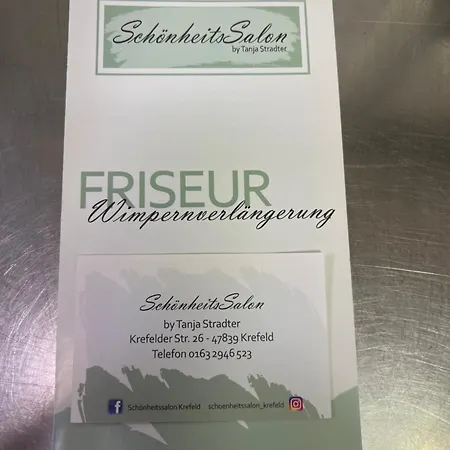 SchönheitsSalon
by Tanja Stradter
FRISEUR
Wimpernverlängerung
SchönheitsSalon
by Tanja Stradter
Krefelder Str. 26 - 47839 Krefeld
Telefon 0163 2946 523
f Schönheitssalon Krefeld schoenheitssalon_krefeld